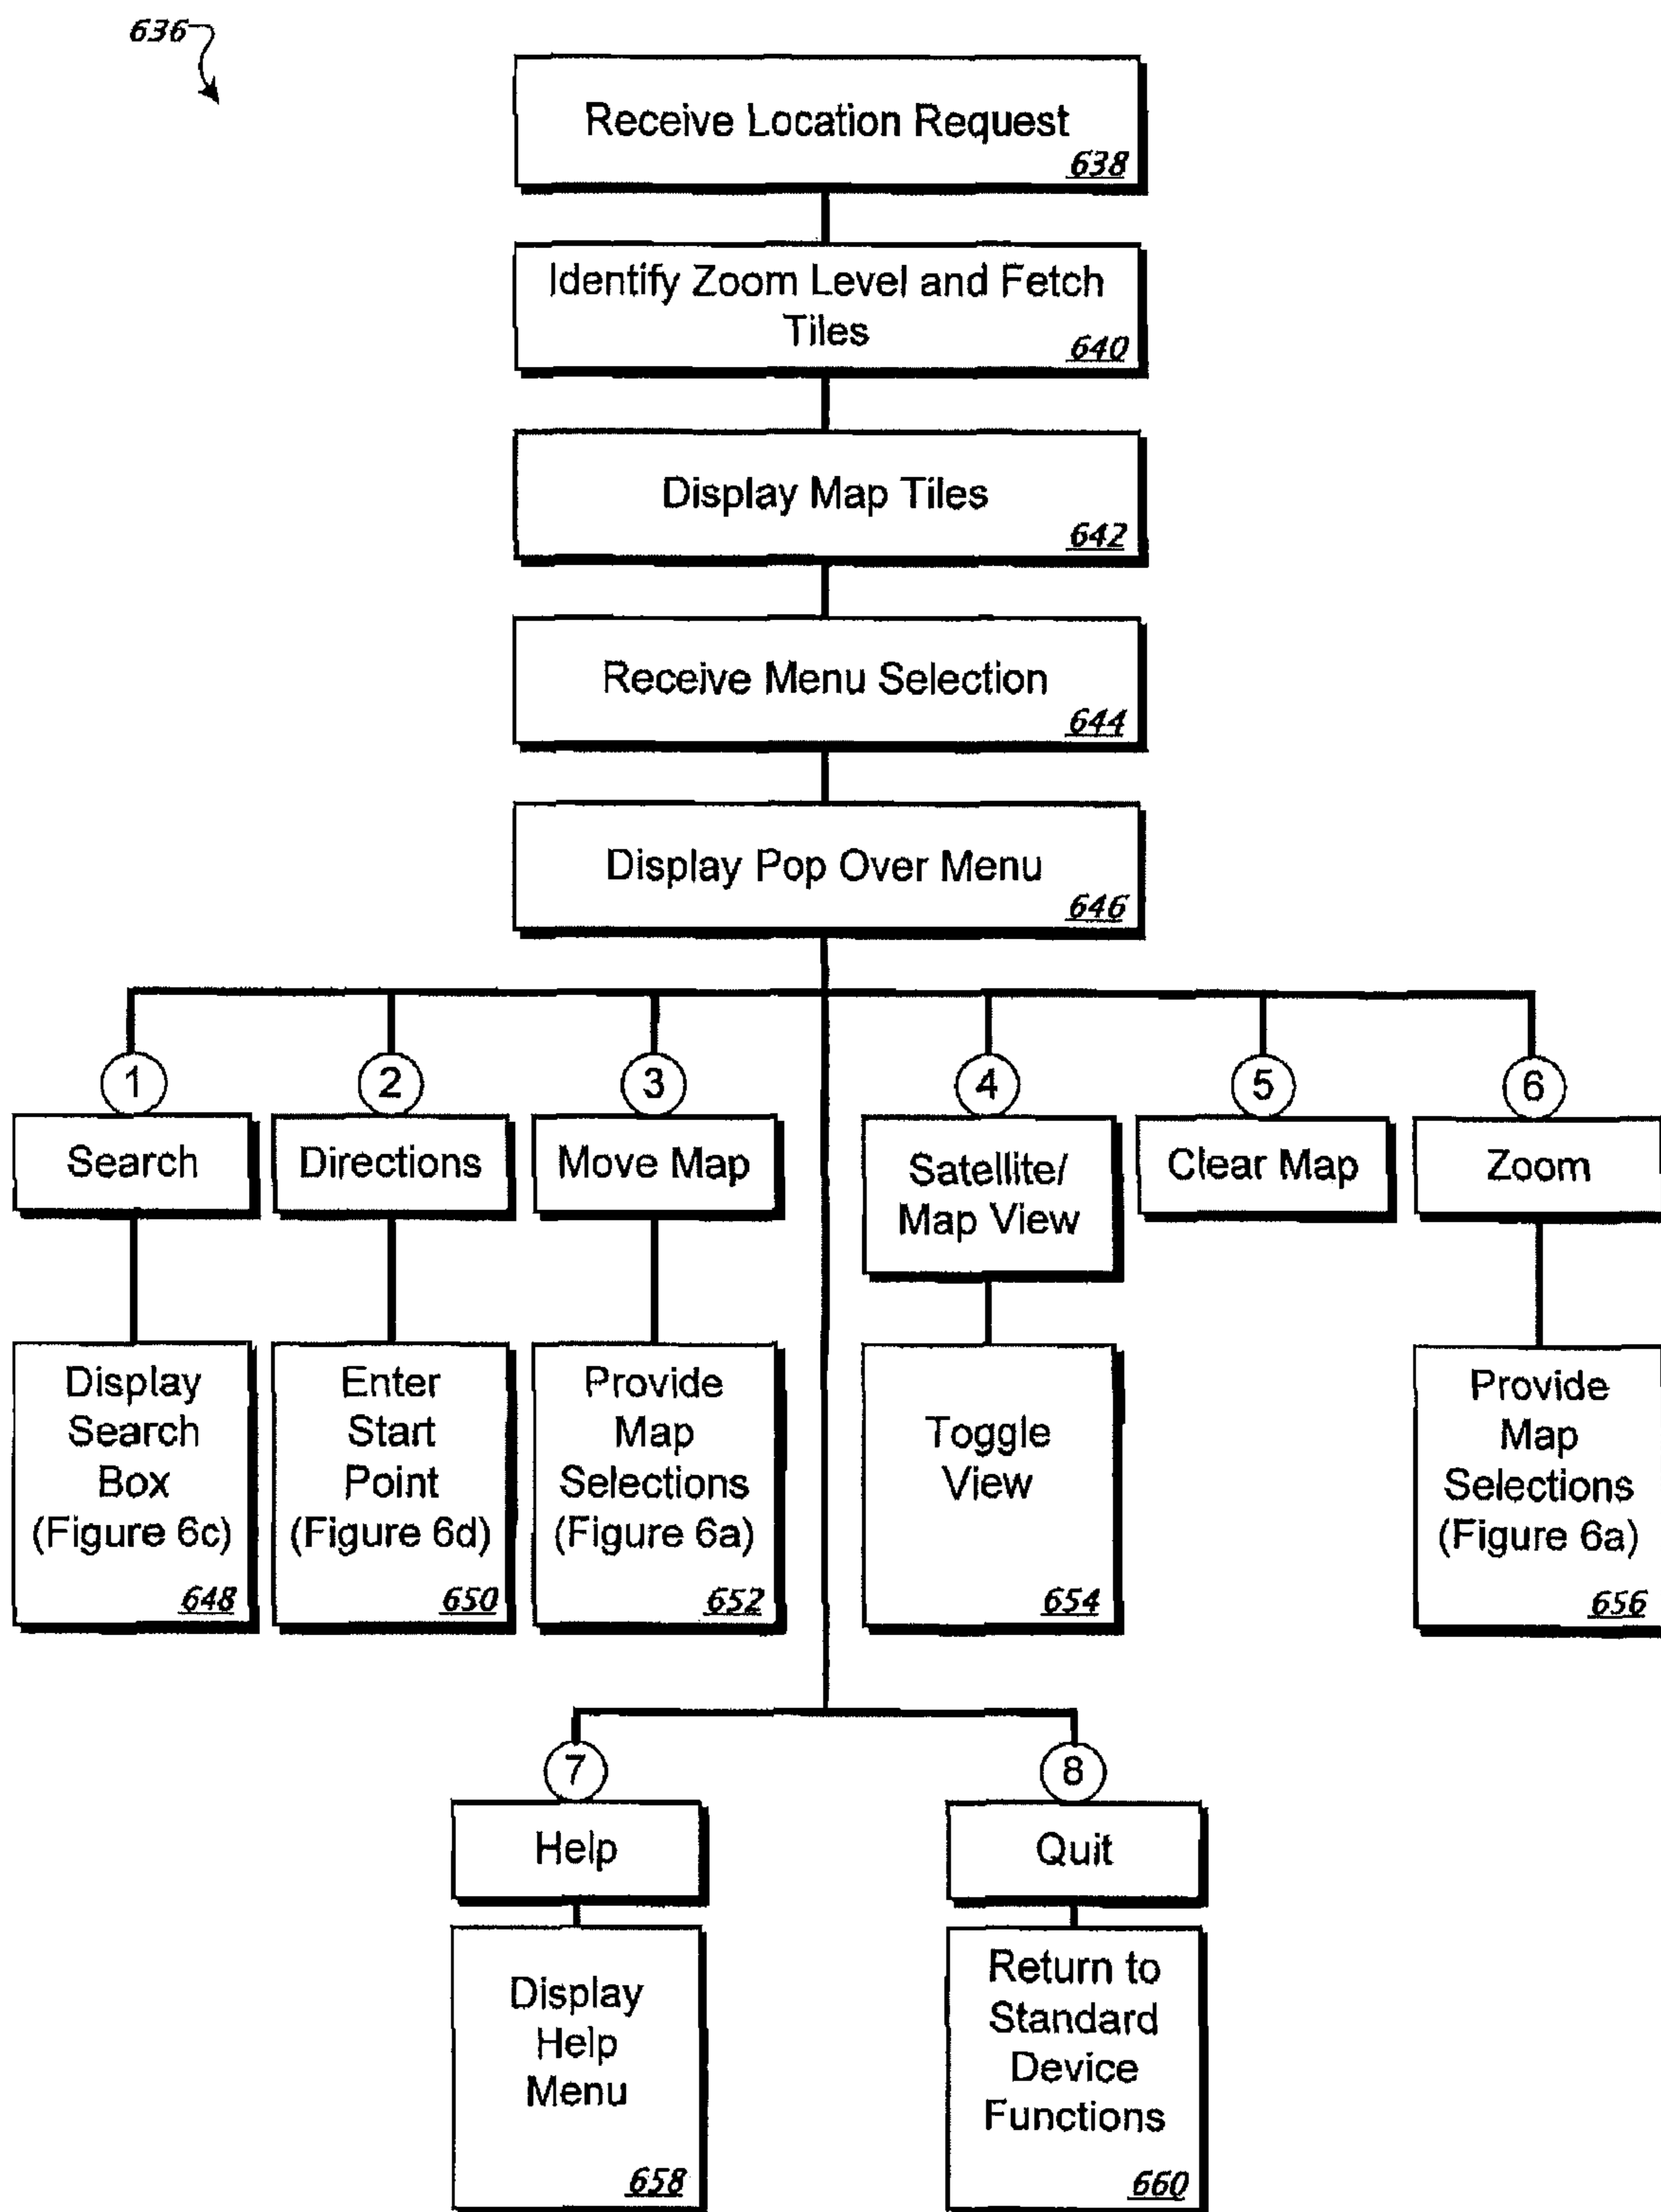 636
Receive Location Request
638
Identify Zoom Level and Fetch
Tiles
640
Display Map Tiles
642
Receive Menu Selection
644
Display Pop Over Menu
646
1
Search
Display
Search
Box
(Figure 6c)
648
2
Directions
Enter
Start
Point
(Figure 6d)
650
3
Move Map
Provide
Map
Selections
(Figure 6a)
652
4
Satellite/
Map View
Toggle
View
654
5
Clear Map
6
Zoom
Provide
Map
Selections
(Figure 6a)
656
7
Help
Display
Help
Menu
658
8
Quit
Return to
Standard
Device
Functions
660